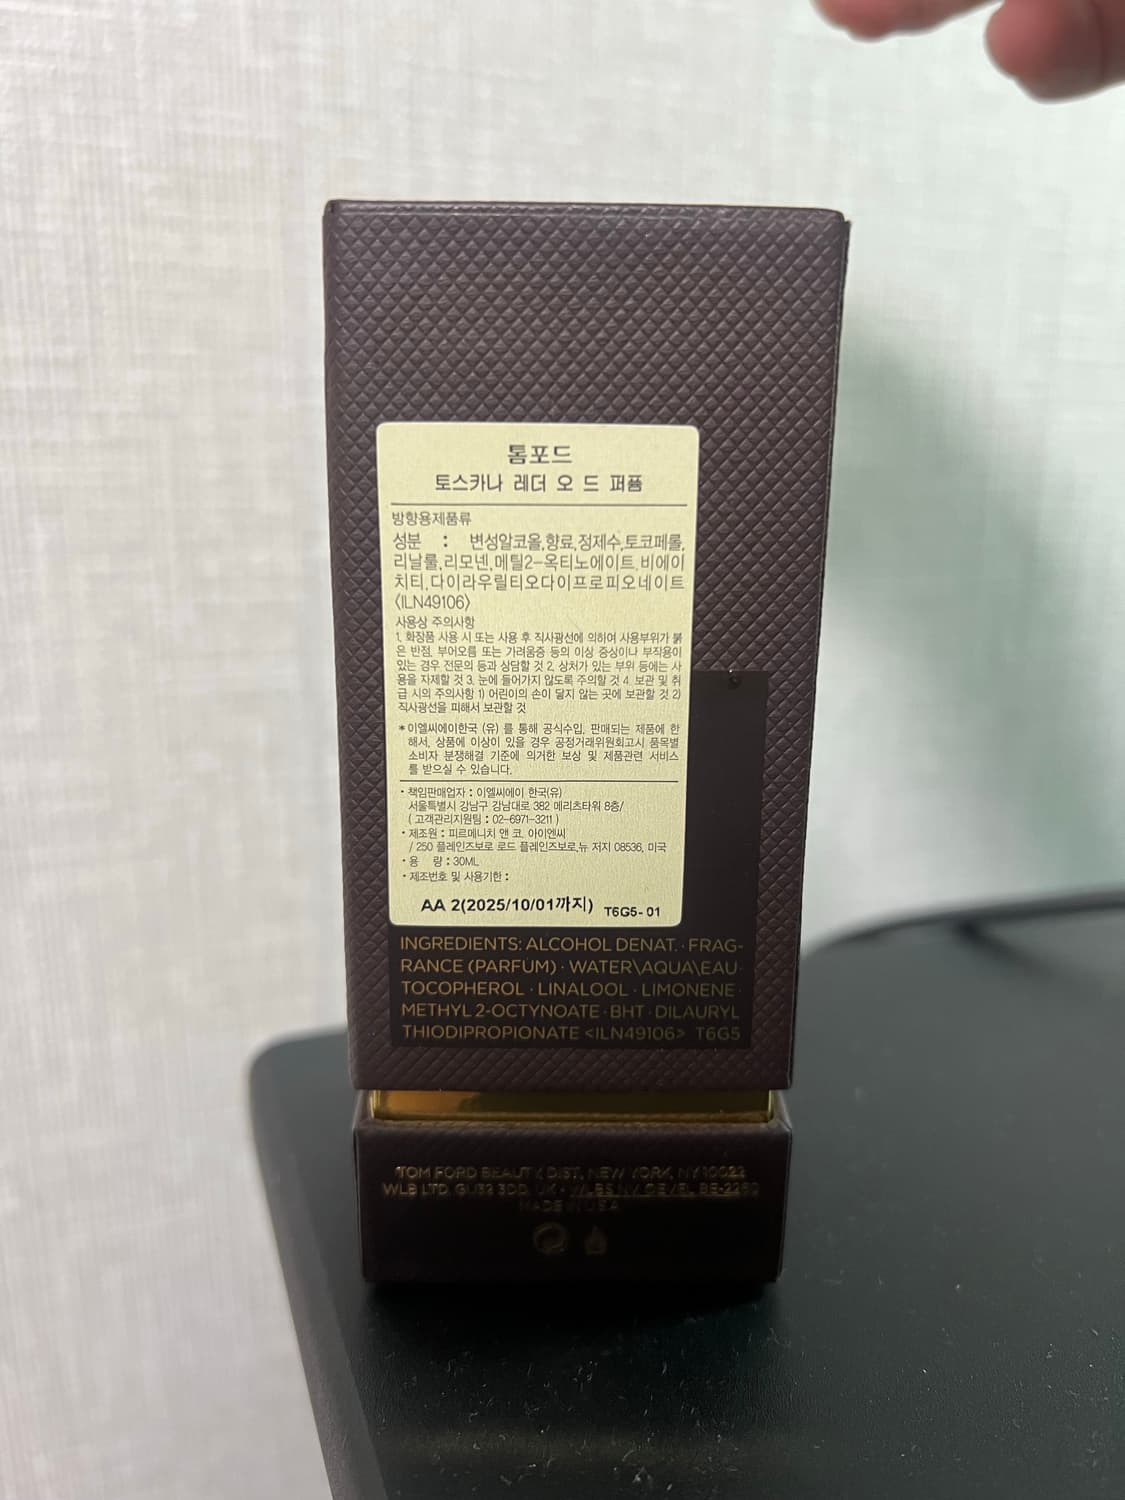 톰포드
토스카나 레더 오 드 퍼퓸
방향용제품류
성분 : 변성알코올,향료,정제수,토코페롤,
리날룰,리모넨,메틸2-옥티노에이트,비에이
치티,다이라우릴티오다이프로피오네이트
<ILN49106>
사용상 주의사항
1. 화장품 사용 시 또는 사용 후 직사광선에 의하여 사용부위가 붉
은 반점, 부어오름 또는 가려움증 등의 이상 증상이나 부작용이
있는 경우 전문의 등과 상담할 것 2. 상처가 있는 부위 등에는 사
용을 자제할 것 3. 눈에 들어가지 않도록 주의할 것 4. 보관 및 취
급 시의 주의사항 1) 어린이의 손이 닿지 않는 곳에 보관할 것 2)
직사광선을 피해서 보관할 것
*이엘씨에이한국 (유) 를 통해 공식수입, 판매되는 제품에 한
해서, 상품에 이상이 있을 경우 공정거래위원회고시 품목별
소비자 분쟁해결 기준에 의거한 보상 및 제품관련 서비스
를 받으실 수 있습니다.
· 책임판매업자 : 이엘씨에이 한국(유)
서울특별시 강남구 강남대로 382 메리츠타워 8층/
( 고객관리지원팀 : 02-6971-3211 )
· 제조원 : 피르메니치 앤 코. 아이엔씨
/ 250 플레인즈보로 로드 플레인즈보로,뉴 저지 08536, 미국
· 용 량 : 30ML
· 제조번호 및 사용기한 :
AA 2(2025/10/01까지) T6G5-01
INGREDIENTS: ALCOHOL DENAT. · FRAG-
RANCE (PARFUM) · WATER\AQUA\EAU ·
TOCOPHEROL · LINALOOL · LIMONENE ·
METHYL 2-OCTYNOATE · BHT · DILAURYL
THIODIPROPIONATE <ILN49106> T6G5
TOM FORD BEAUTY, DIST. NEW YORK, NY 10022
WLB LTD. GU32 3DD, UK · WLBS NV OEVEL BE-2260
MADE IN U.S.A.